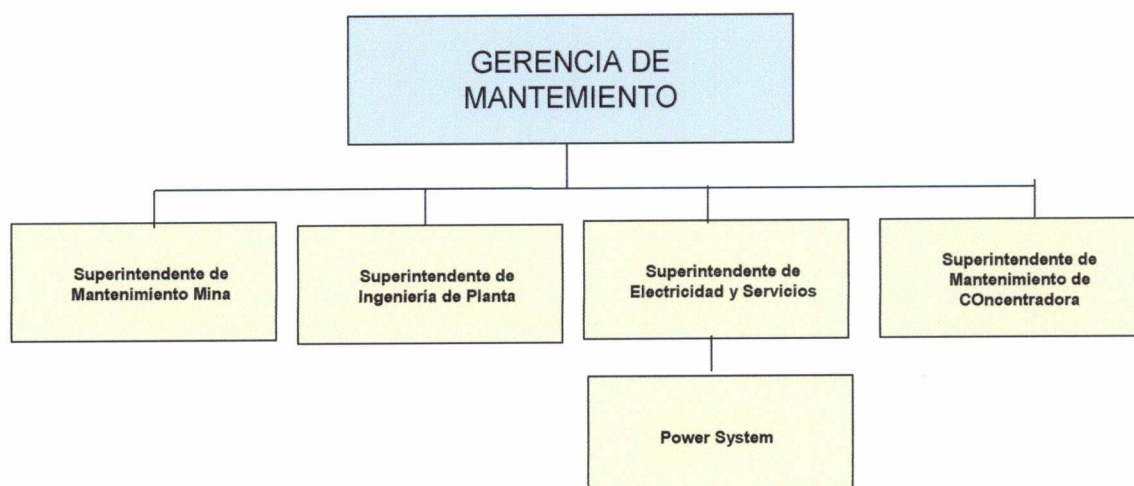 GERENCIA DE
MANTEMIENTO
Superintendente de
Mantenimiento Mina
Superintendente de
Ingeniería de Planta
Superintendente de
Electricidad y Servicios
Superintendente de
Mantenimiento de
COncentradora
Power System